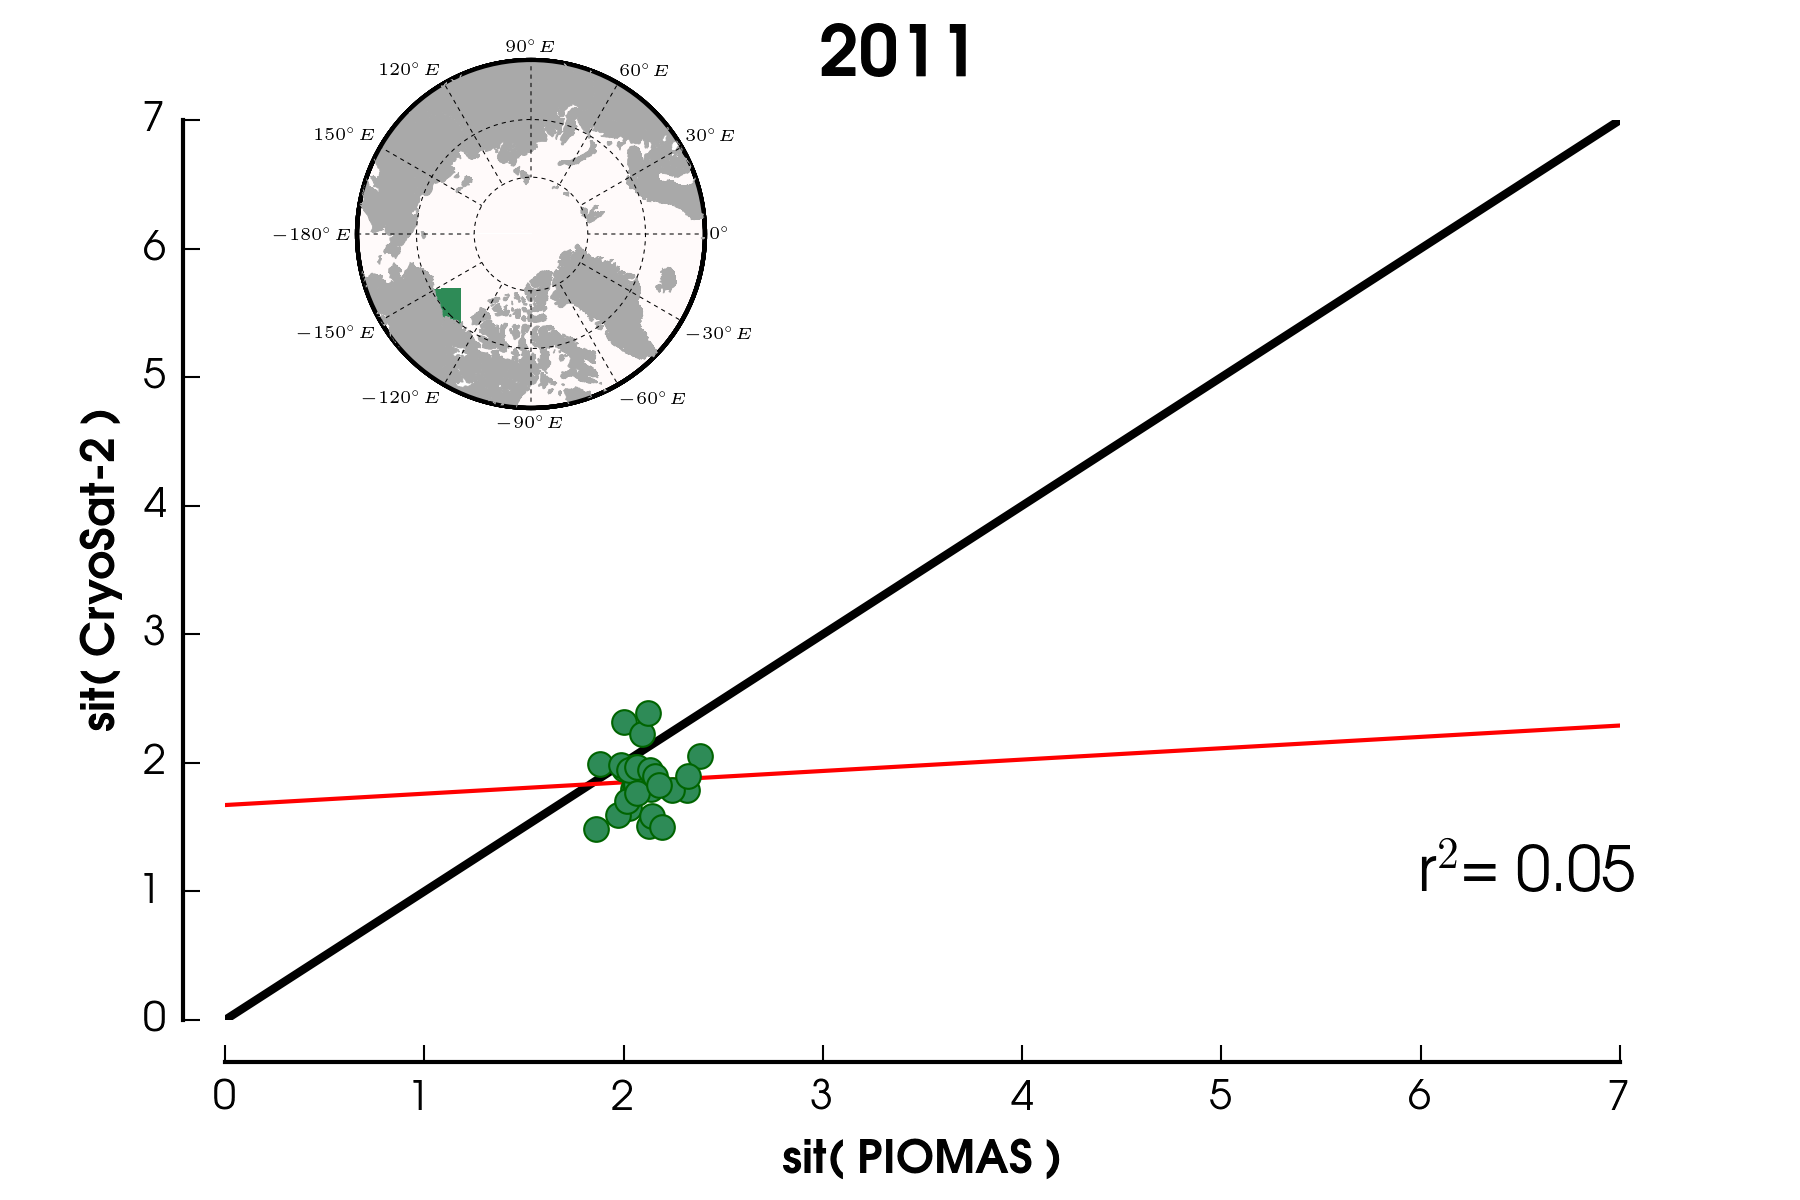 2011
90° E
120° E
60° E
150° E
30° E
−180° E
0°
−150° E
−30° E
−120° E
−60° E
−90° E
7
6
5
4
3
2
1
0
sit( CryoSat-2 )
r²= 0.05
0 1 2 3 4 5 6 7
sit( PIOMAS )